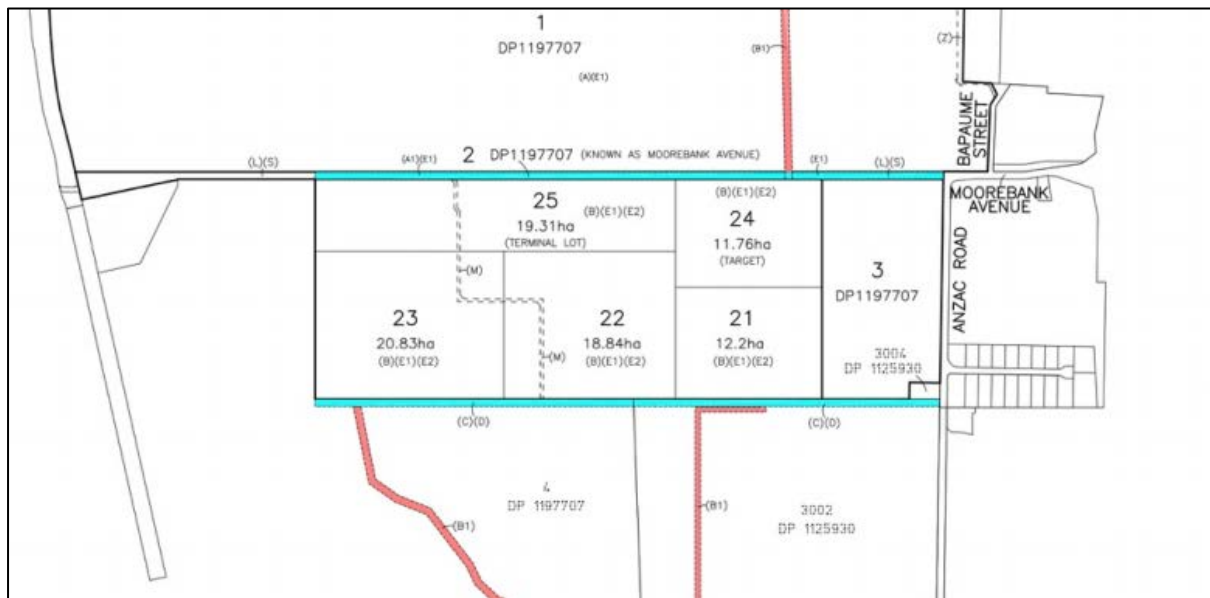 1
DP1197707
(A)(E1)
(B1)
(Z)
BAPAUME
STREET
(L)(S)
(A1)(E1)
2 DP1197707 (KNOWN AS MOOREBANK AVENUE)
(E1)
(L)(S)
MOOREBANK
AVENUE
25 (B)(E1)(E2)
19.31ha
(TERMINAL LOT)
(B)(E1)(E2)
24
11.76ha
(TARGET)
3
DP1197707
ANZAC ROAD
(M)
23
20.83ha
(B)(E1)(E2)
22
18.84ha
(B)(E1)(E2)
(M)
21
12.2ha
(B)(E1)(E2)
3004
DP 1125930
(C)(D)
(C)(D)
4
DP 1197707
(B1)
(B1)
3002
DP 1125930